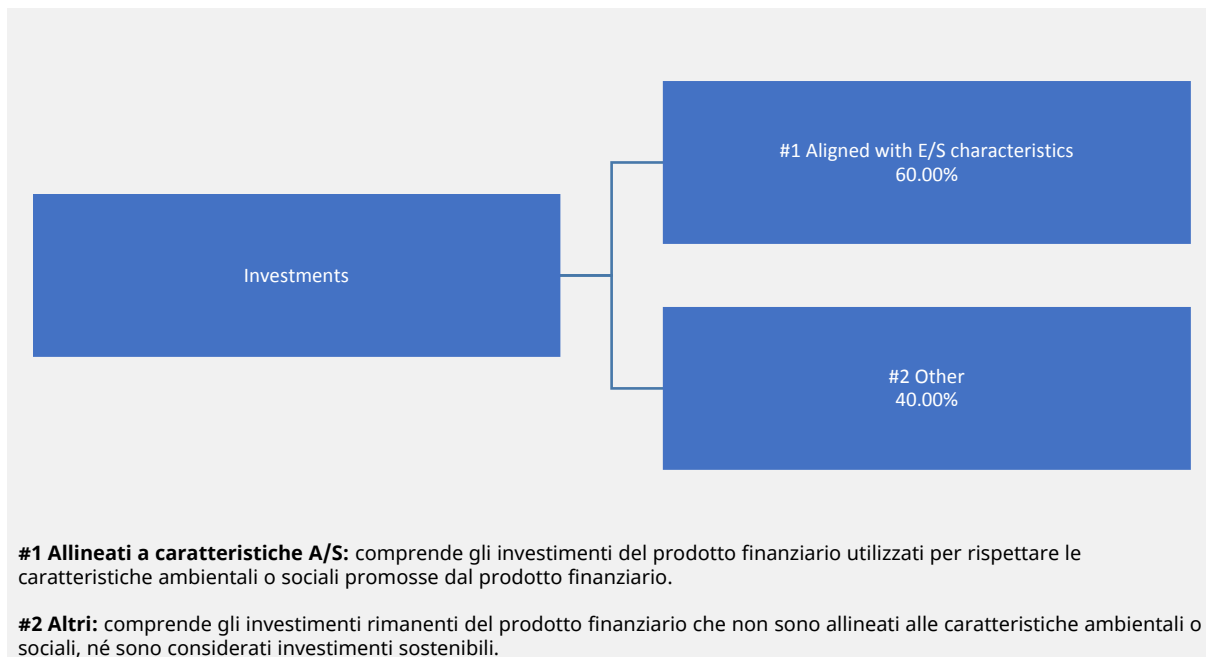 #1 Aligned with E/S characteristics
60.00%
Investments
#2 Other
40.00%
#1 Allineati a caratteristiche A/S: comprende gli investimenti del prodotto finanziario utilizzati per rispettare le
caratteristiche ambientali o sociali promosse dal prodotto finanziario.
#2 Altri: comprende gli investimenti rimanenti del prodotto finanziario che non sono allineati alle caratteristiche ambientali o
sociali, né sono considerati investimenti sostenibili.